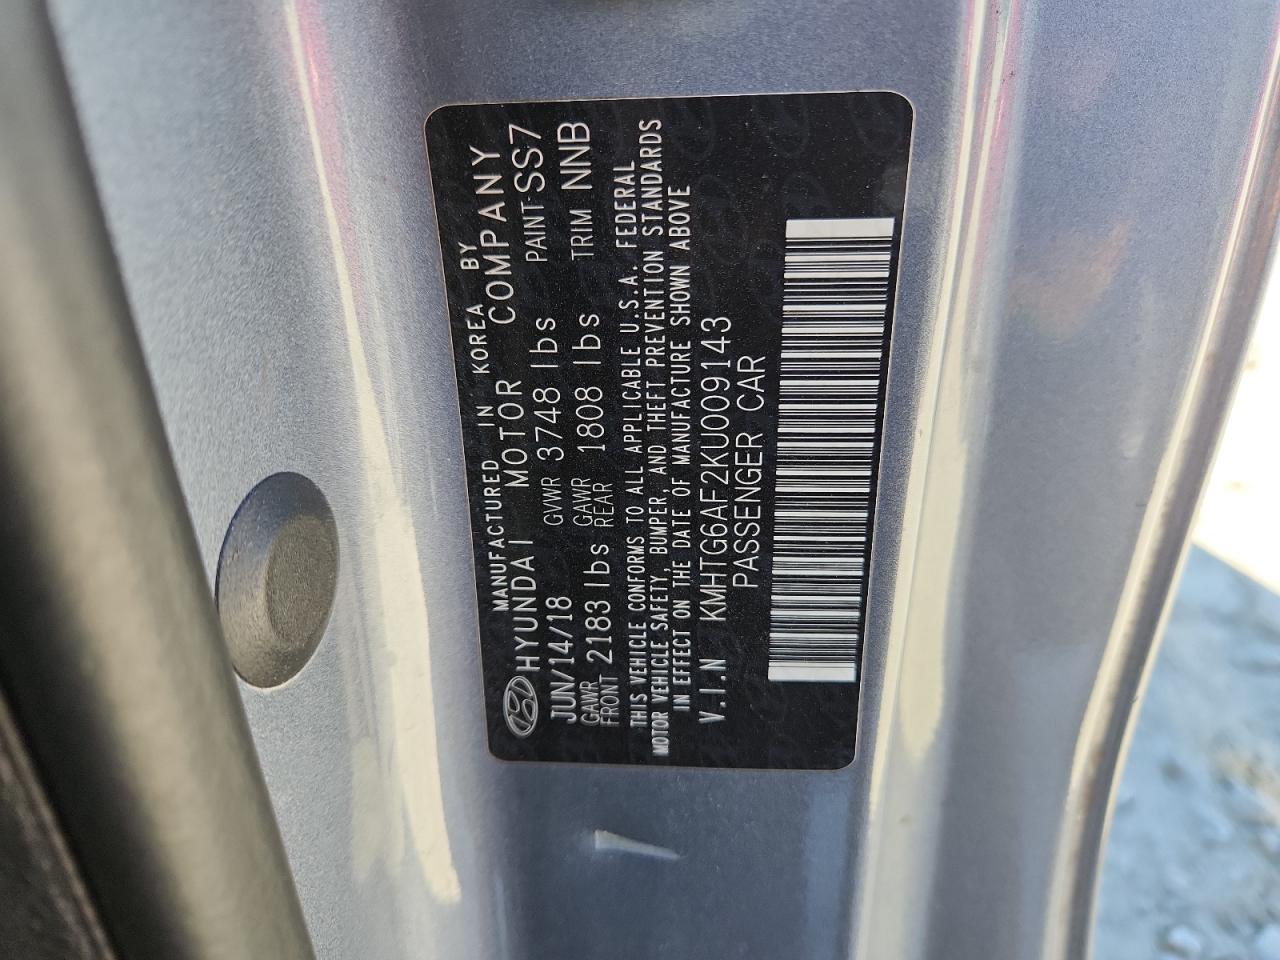 MANUFACTURED IN KOREA BY
HYUNDAI MOTOR COMPANY
JUN/14/18 GVWR 3748 lbs PAINT SS7
GAWR FRONT 2183 lbs GAWR REAR 1808 lbs TRIM NNB
THIS VEHICLE CONFORMS TO ALL APPLICABLE U.S.A. FEDERAL
MOTOR VEHICLE SAFETY, BUMPER, AND THEFT PREVENTION STANDARDS
IN EFFECT ON THE DATE OF MANUFACTURE SHOWN ABOVE
V.I.N KMHTG6AF2KU009143
PASSENGER CAR